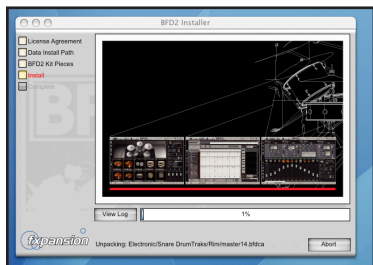 BFD2 Installer
License Agreement
Data Install Path
BFD2 Kit Pieces
Install
Complete
View Log
1%
fxpansion
Unpacking: Electronic/Snare DrumTraks/Rim/master14.bfdca
Abort